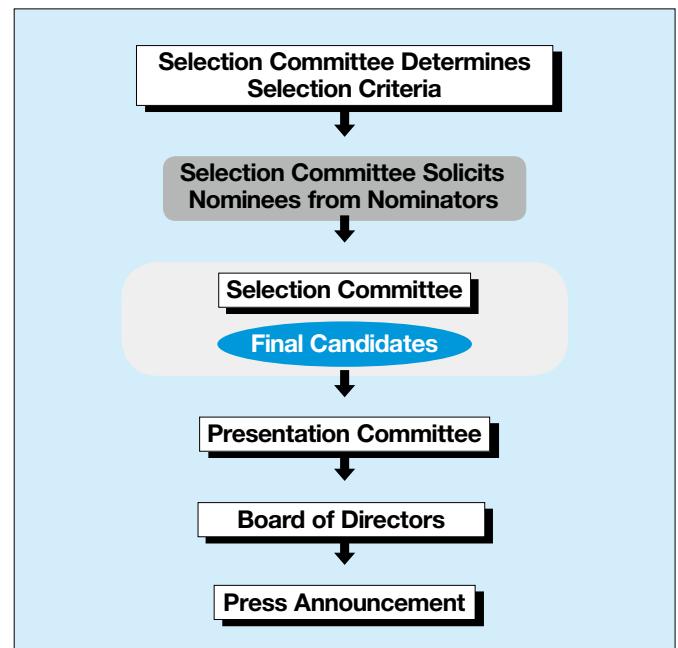 Selection Committee Determines
Selection Criteria
Selection Committee Solicits
Nominees from Nominators
Selection Committee
Final Candidates
Presentation Committee
Board of Directors
Press Announcement